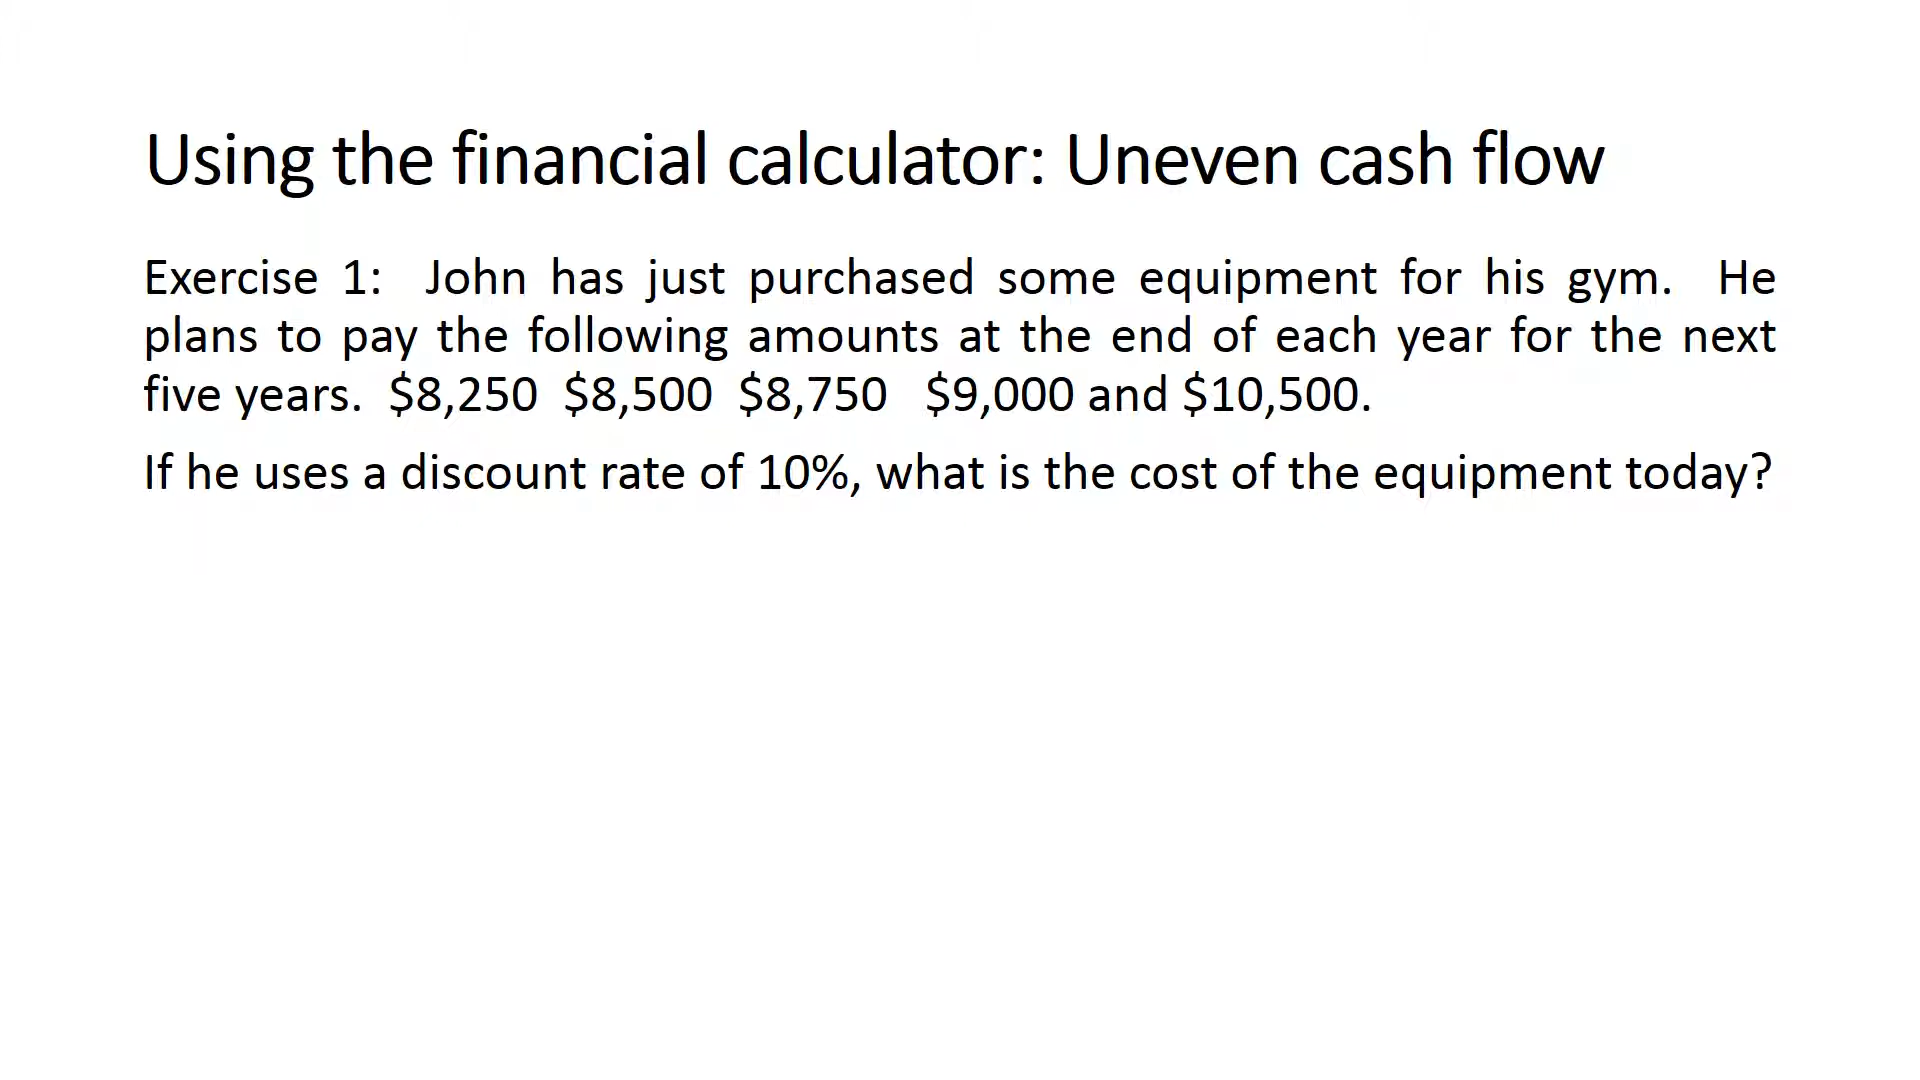 Using the financial calculator: Uneven cash flow
Exercise 1: John has just purchased some equipment for his gym. He
plans to pay the following amounts at the end of each year for the next
five years. $8,250 $8,500 $8,750 $9,000 and $10,500.
If he uses a discount rate of 10%, what is the cost of the equipment today?